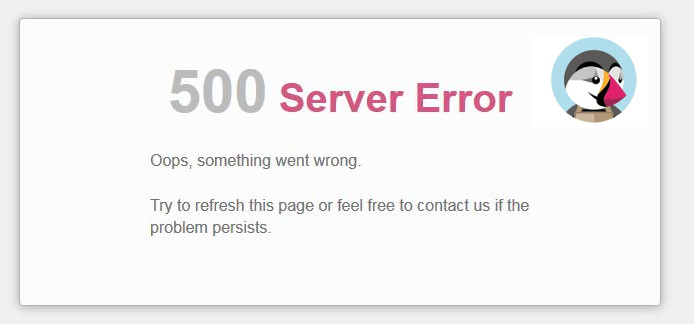 500 Server Error
Oops, something went wrong.
Try to refresh this page or feel free to contact us if the
problem persists.